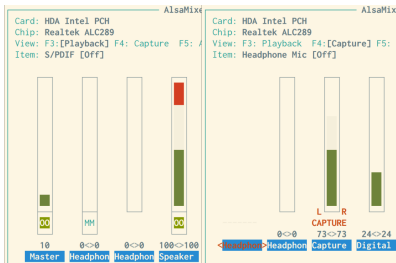 AlsaMixe
Card: HDA Intel PCH
Chip: Realtek ALC289
View: F3:[Playback] F4: Capture F5: A
Item: S/PDIF [Off]
OO
MM
OO
10
0<>0
0<>0
100<>100
Master
Headphon
Headphon
Speaker
AlsaMixe
Card: HDA Intel PCH
Chip: Realtek ALC289
View: F3: Playback F4:[Capture] F5:
Item: Headphone Mic [Off]
L R
CAPTURE
0<>0
73<>73
24<>24
Headphon
Capture
Digital